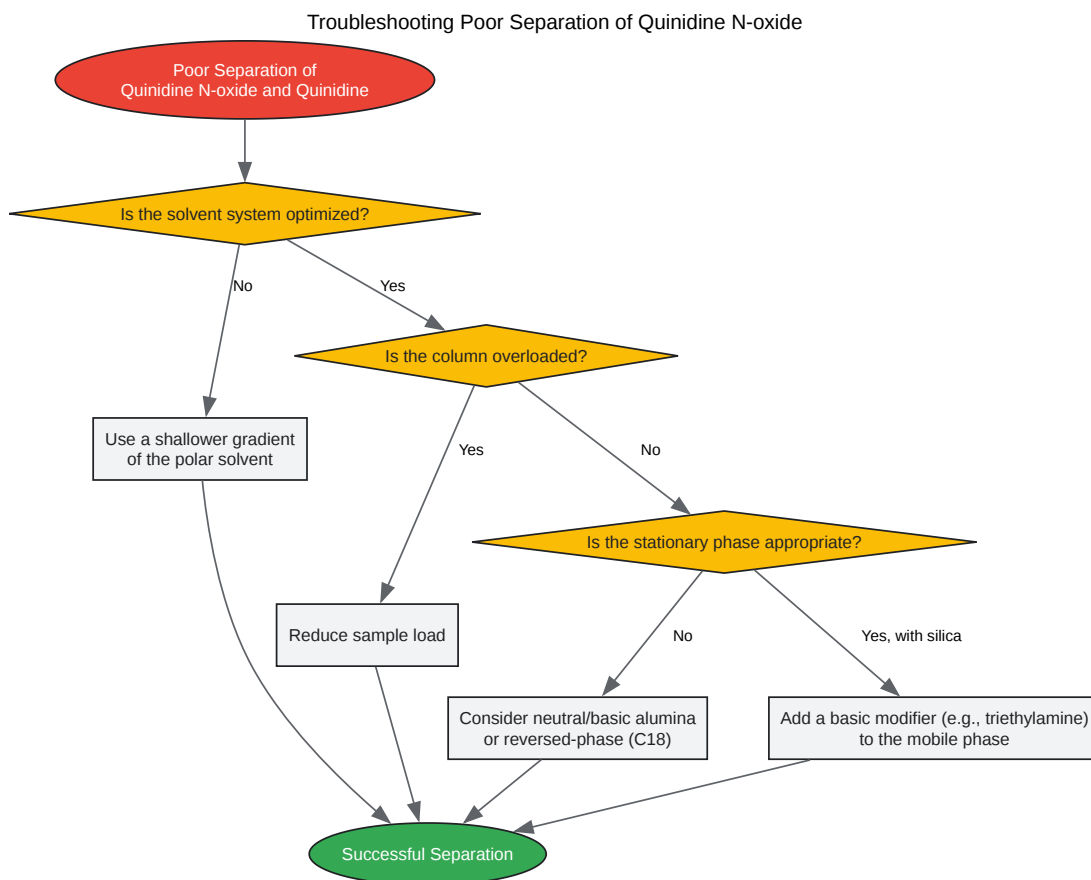 Troubleshooting Poor Separation of Quinidine N-oxide
Poor Separation of
Quinidine N-oxide and Quinidine
Is the solvent system optimized?
No
Yes
Is the column overloaded?
Use a shallower gradient
of the polar solvent
Yes
No
Is the stationary phase appropriate?
Reduce sample load
No
Yes, with silica
Consider neutral/basic alumina
or reversed-phase (C18)
Add a basic modifier (e.g., triethylamine)
to the mobile phase
Successful Separation